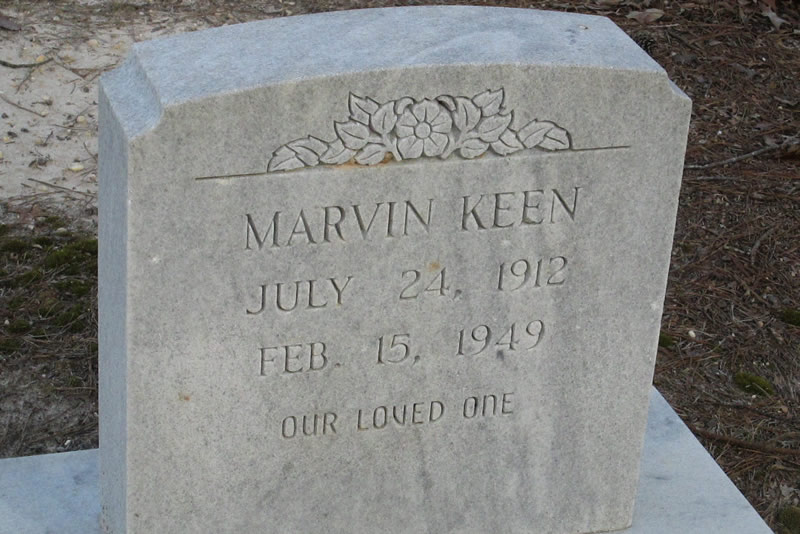 MARVIN KEEN
JULY 24, 1912
FEB. 15, 1949
OUR LOVED ONE